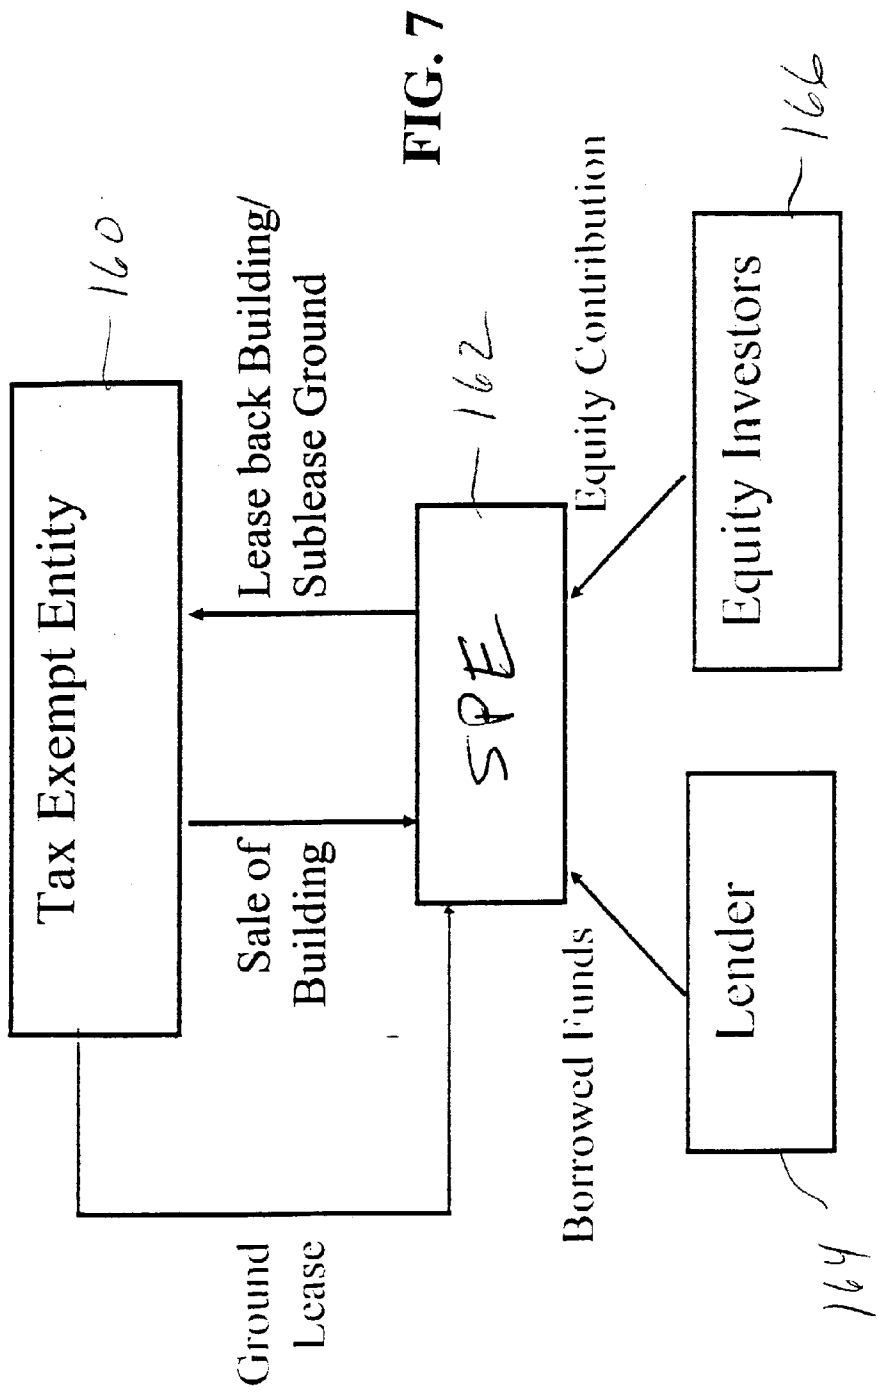 Tax Exempt Entity
160
Ground
Lease
Sale of
Building
Lease back Building/
Sublease Ground
SPE
162
FIG. 7
Borrowed Funds
Equity Contribution
Lender
164
Equity Investors
166